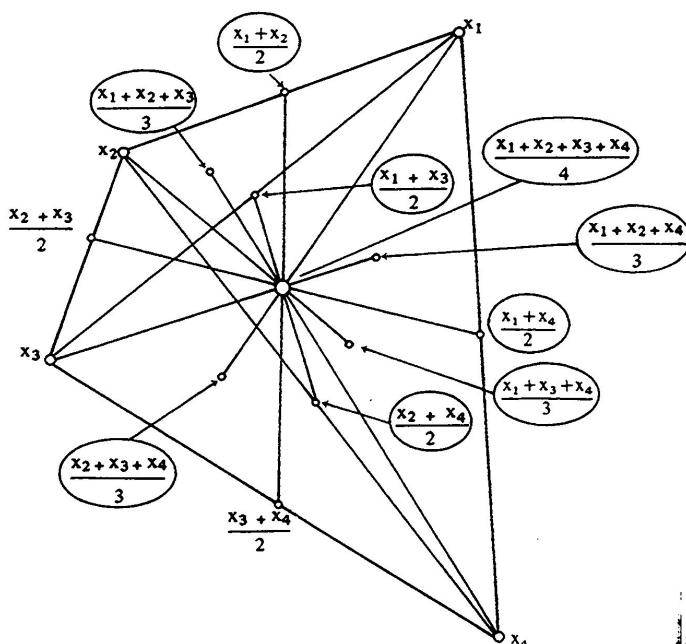 x₁
x₁ + x₂
2
x₁ + x₂ + x₃
3
x₂
x₁ + x₂ + x₃ + x₄
4
x₁ + x₃
2
x₂ + x₃
2
x₁ + x₂ + x₄
3
x₁ + x₄
2
x₃
x₁ + x₃ + x₄
3
x₂ + x₄
2
x₂ + x₃ + x₄
3
x₃ + x₄
2
x₄